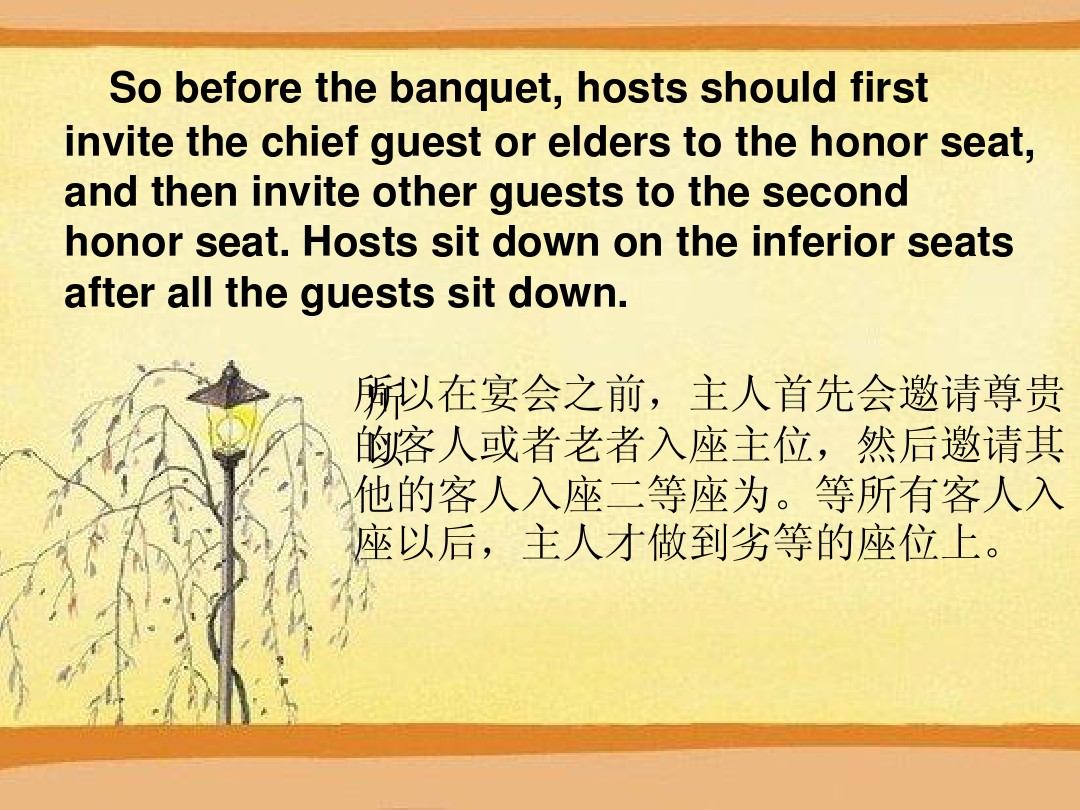 So before the banquet, hosts should first
invite the chief guest or elders to the honor seat,
and then invite other guests to the second
honor seat. Hosts sit down on the inferior seats
after all the guests sit down.
所以在宴会之前，主人首先会邀请尊贵
的客人或者老者入座主位，然后邀请其
他的客人入座二等座为。等所有客人入
座以后，主人才做到劣等的座位上。
所
以